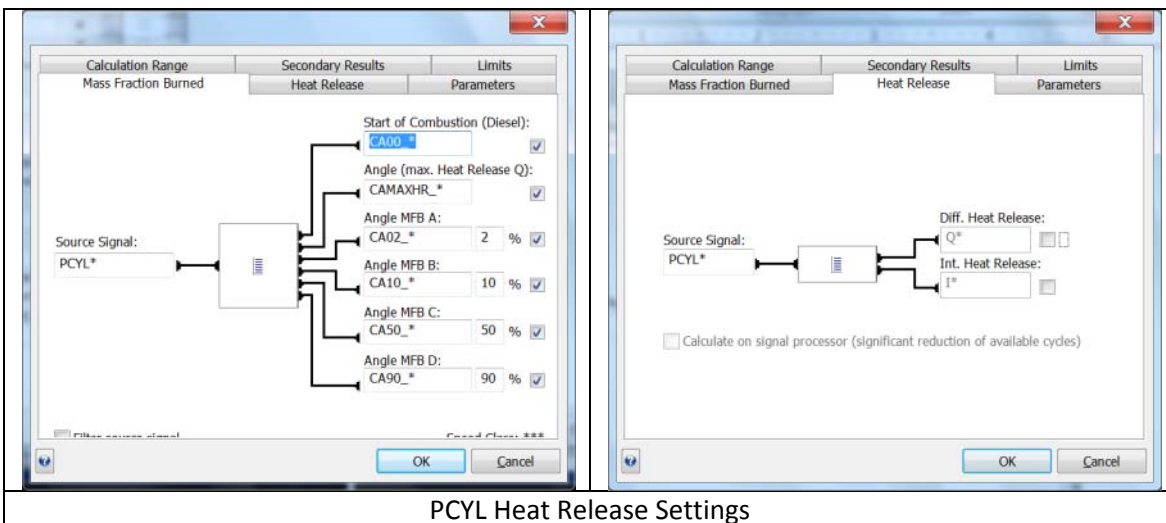 Calculation Range Secondary Results Limits
Mass Fraction Burned Heat Release Parameters
Start of Combustion (Diesel):
CA00_*
Angle (max. Heat Release Q):
CAMAXHR_*
Angle MFB A:
CA02_* 2 %
Source Signal:
PCYL*
Angle MFB B:
CA10_* 10 %
Angle MFB C:
CA50_* 50 %
Angle MFB D:
CA90_* 90 %
Filter source signal
OK Cancel
Calculation Range Secondary Results Limits
Mass Fraction Burned Heat Release Parameters
Diff. Heat Release:
Q*
Source Signal:
PCYL*
Int. Heat Release:
I*
Calculate on signal processor (significant reduction of available cycles)
OK Cancel
PCYL Heat Release Settings